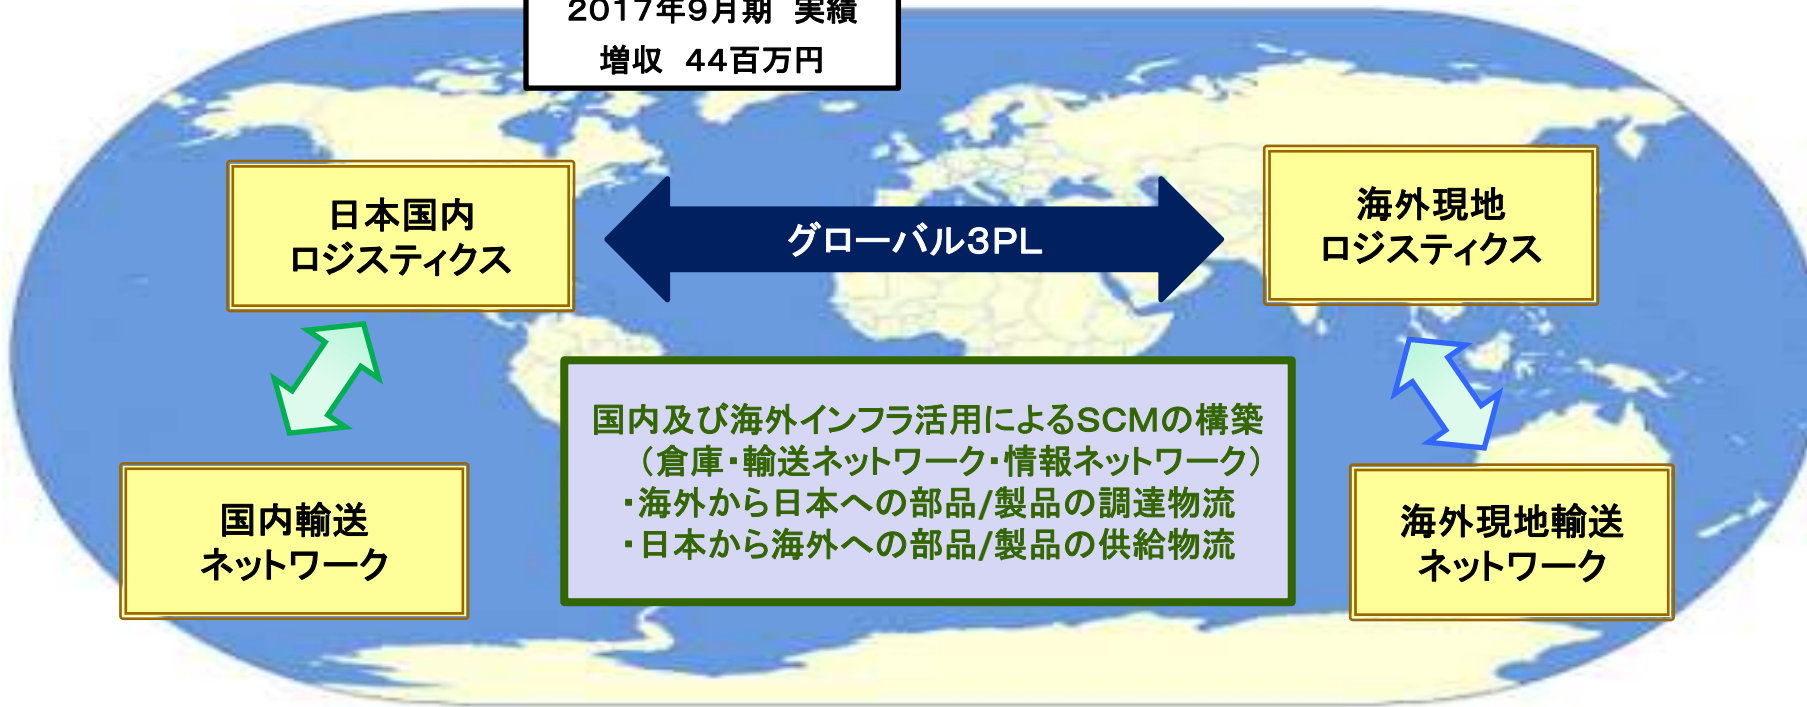 2017年9月期 実績
増収 44百万円
日本国内
ロジスティクス
グローバル3PL
海外現地
ロジスティクス
国内及び海外インフラ活用によるSCMの構築
（倉庫・輸送ネットワーク・情報ネットワーク）
・海外から日本への部品/製品の調達物流
・日本から海外への部品/製品の供給物流
国内輸送
ネットワーク
海外現地輸送
ネットワーク